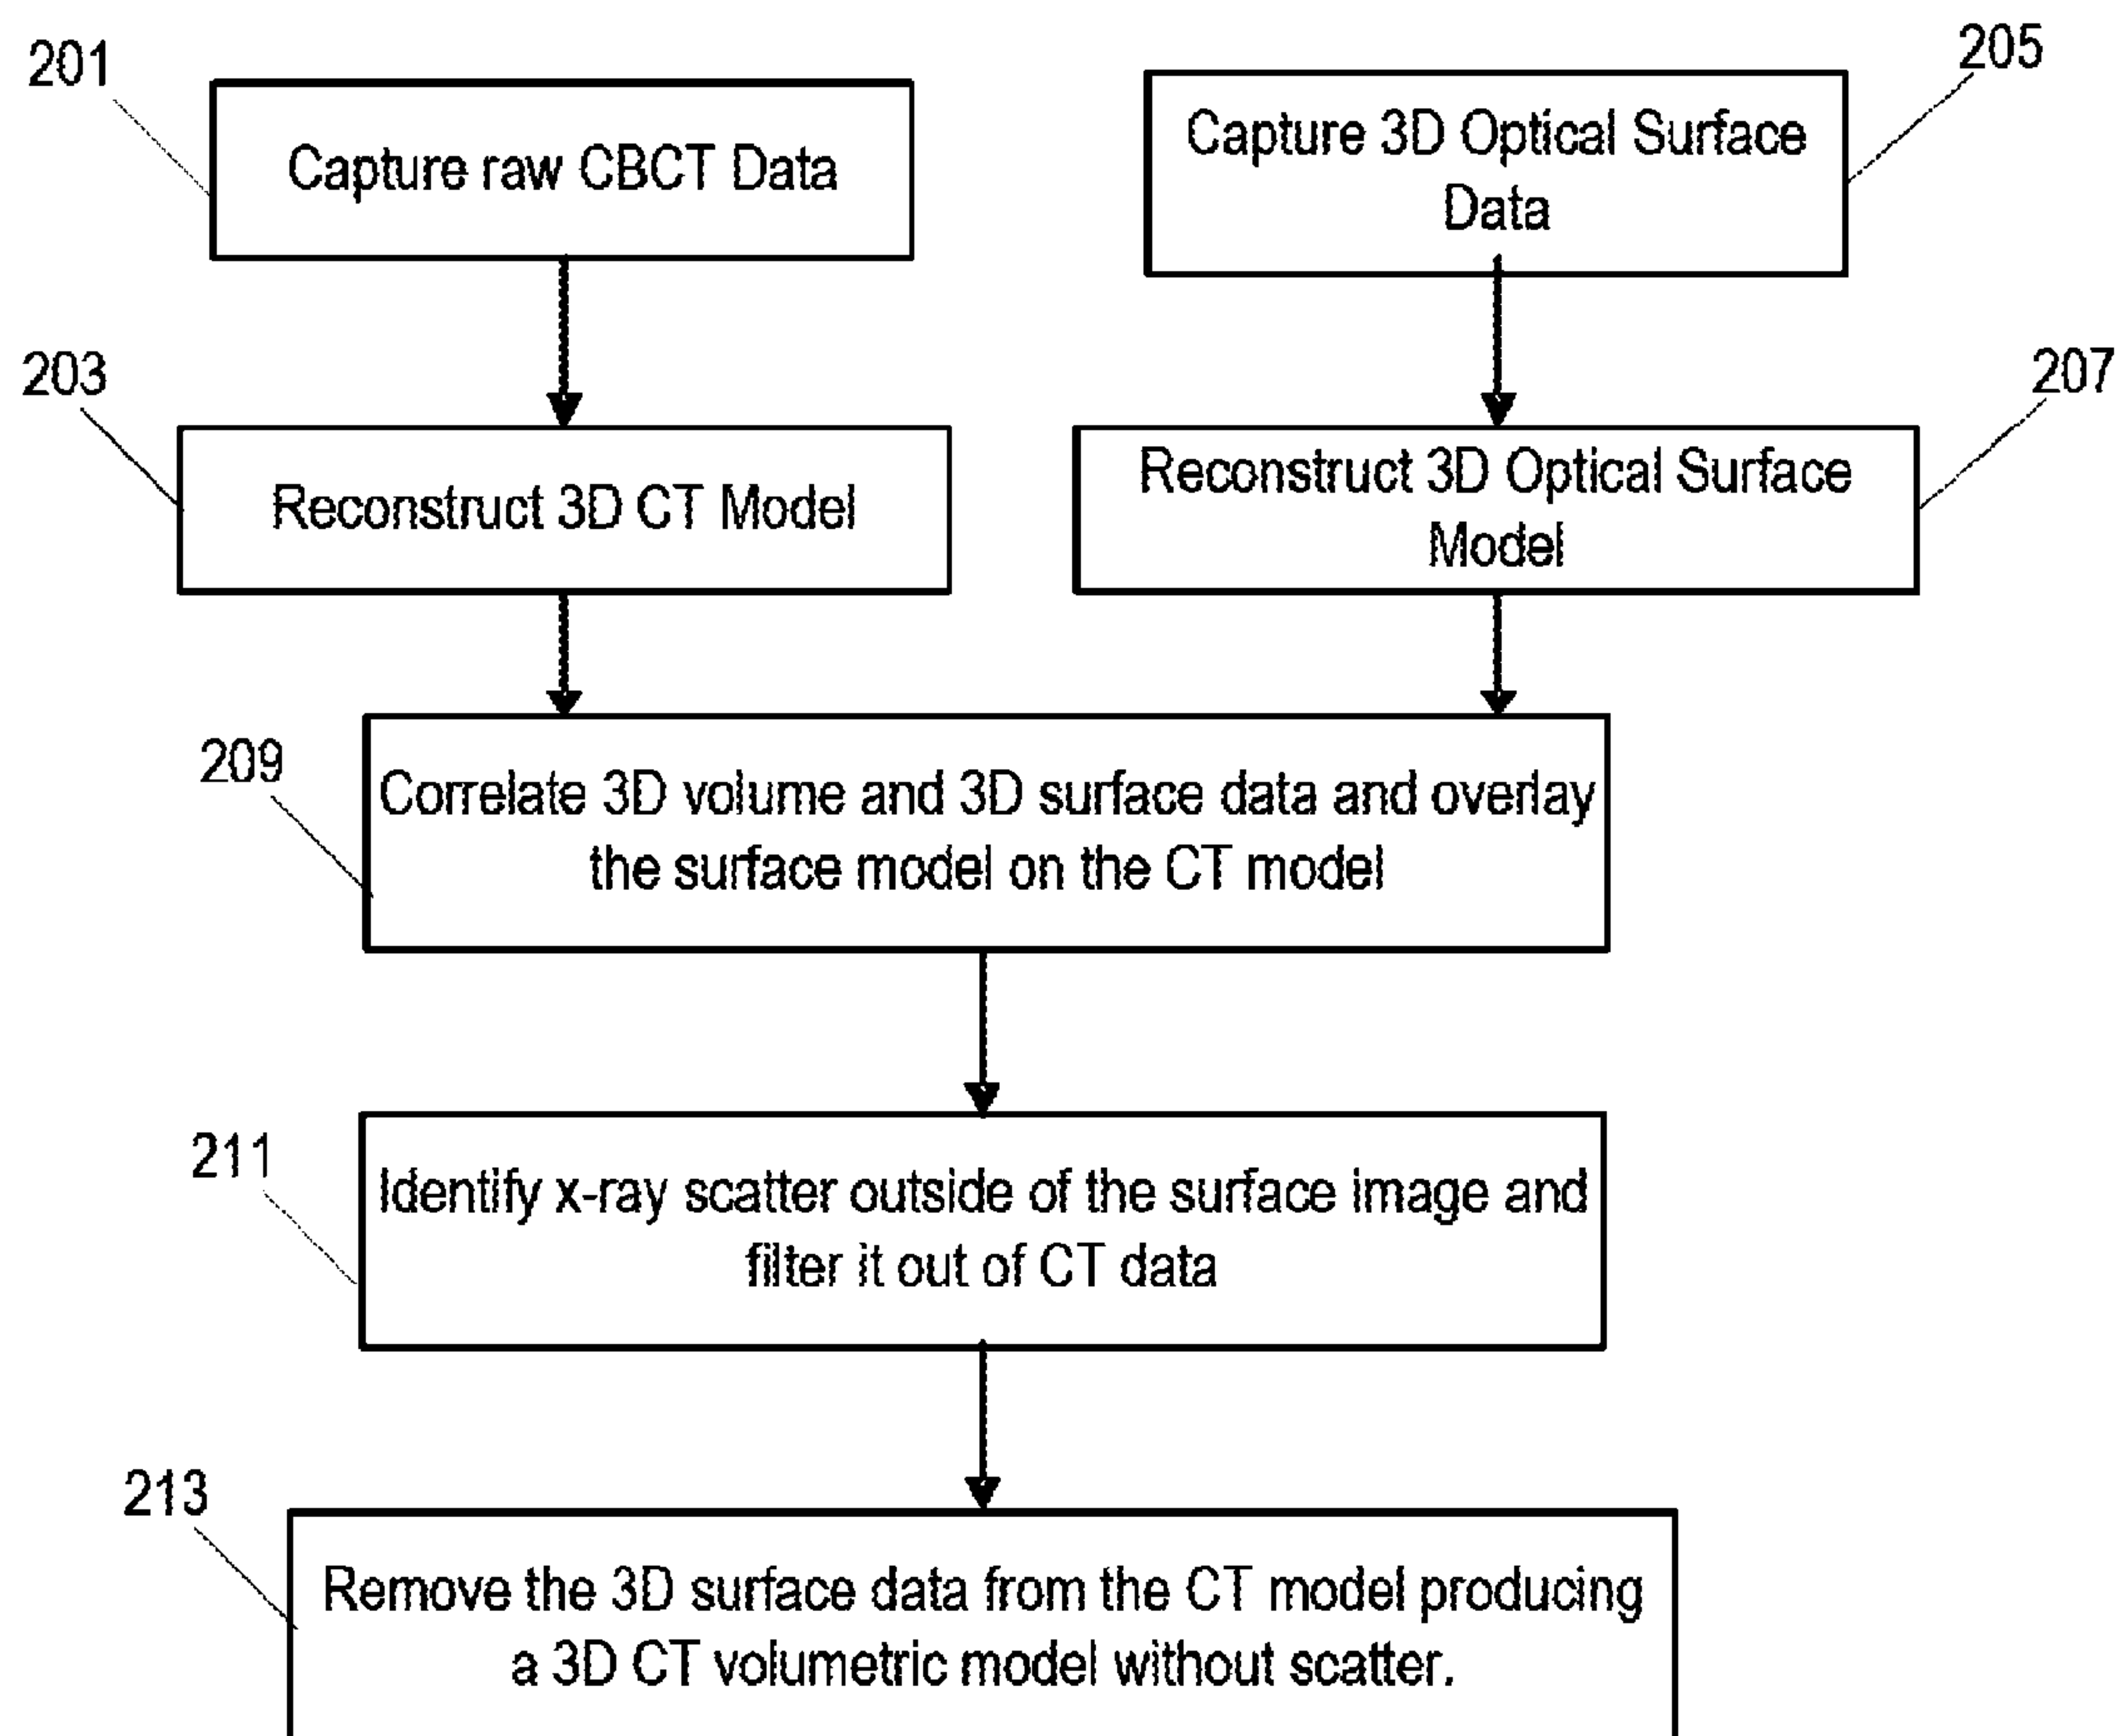 201
Capture raw CBCT Data
205
Capture 3D Optical Surface
Data
203
Reconstruct 3D CT Model
207
Reconstruct 3D Optical Surface
Model
209
Correlate 3D volume and 3D surface data and overlay
the surface model on the CT model
211
Identify x-ray scatter outside of the surface image and
filter it out of CT data
213
Remove the 3D surface data from the CT model producing
a 3D CT volumetric model without scatter.